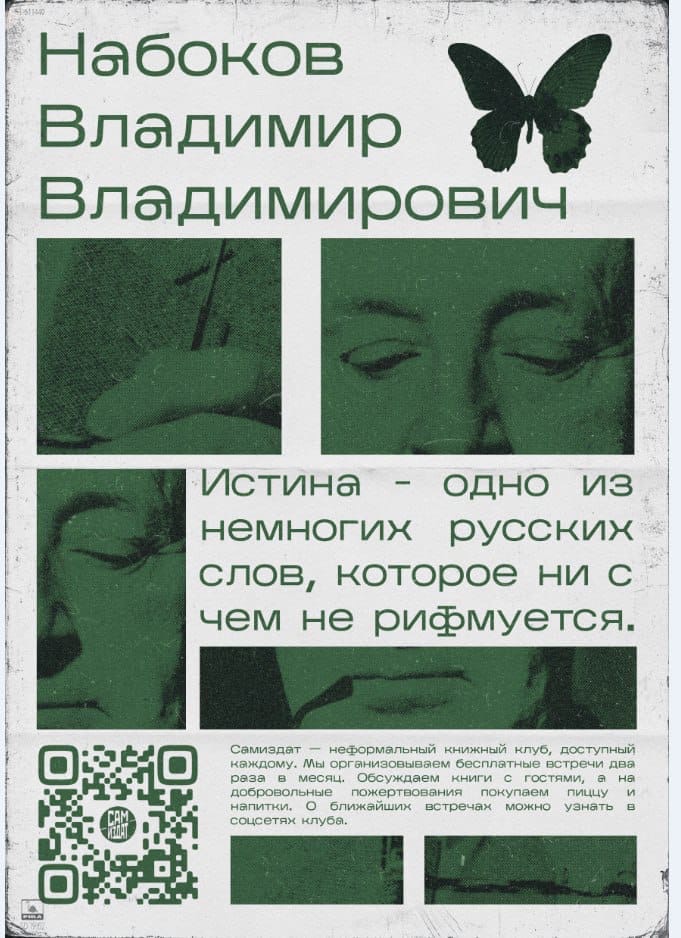 Набоков
Владимир
Владимирович
Истина - одно из
немногих русских
слов, которое ни с
чем не рифмуется.
Самиздат — неформальный книжный клуб, доступный
каждому. Мы организовываем бесплатные встречи два
раза в месяц. Обсуждаем книги с гостями, а на
добровольные пожертвования покупаем пиццу и
напитки. О ближайших встречах можно узнать в
соцсетях клуба.
САМ
ИЗДАТ